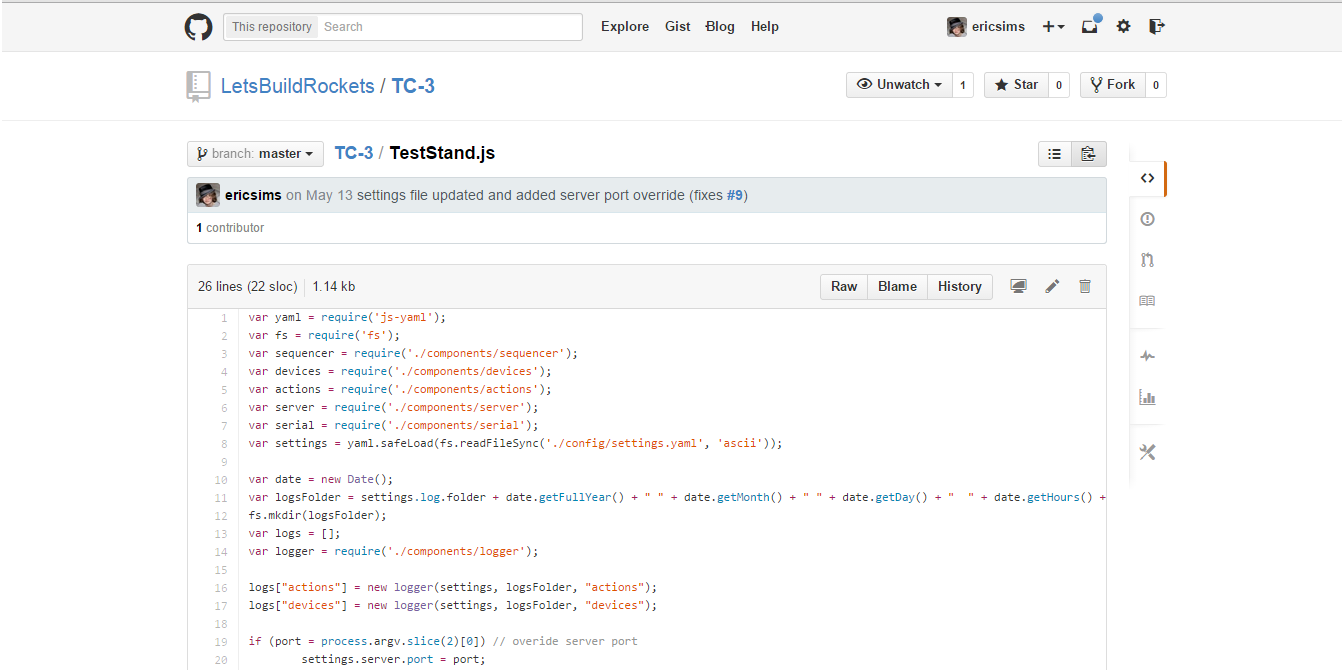 This repository Search Explore Gist Blog Help ericsims
LetsBuildRockets / TC-3 Unwatch 1 Star 0 Fork 0
branch: master TC-3 / TestStand.js
ericsims on May 13 settings file updated and added server port override (fixes #9)
1 contributor
26 lines (22 sloc) 1.14 kb Raw Blame History
1 var yaml = require('js-yaml');
2 var fs = require('fs');
3 var sequencer = require('./components/sequencer');
4 var devices = require('./components/devices');
5 var actions = require('./components/actions');
6 var server = require('./components/server');
7 var serial = require('./components/serial');
8 var settings = yaml.safeLoad(fs.readFileSync('./config/settings.yaml', 'ascii'));
9
10 var date = new Date();
11 var logsFolder = settings.log.folder + date.getFullYear() + " " + date.getMonth() + " " + date.getDay() + "  " + date.getHours() +
12 fs.mkdir(logsFolder);
13 var logs = [];
14 var logger = require('./components/logger');
15
16 logs["actions"] = new logger(settings, logsFolder, "actions");
17 logs["devices"] = new logger(settings, logsFolder, "devices");
18
19 if (port = process.argv.slice(2)[0]) // overide server port
20 settings.server.port = port;